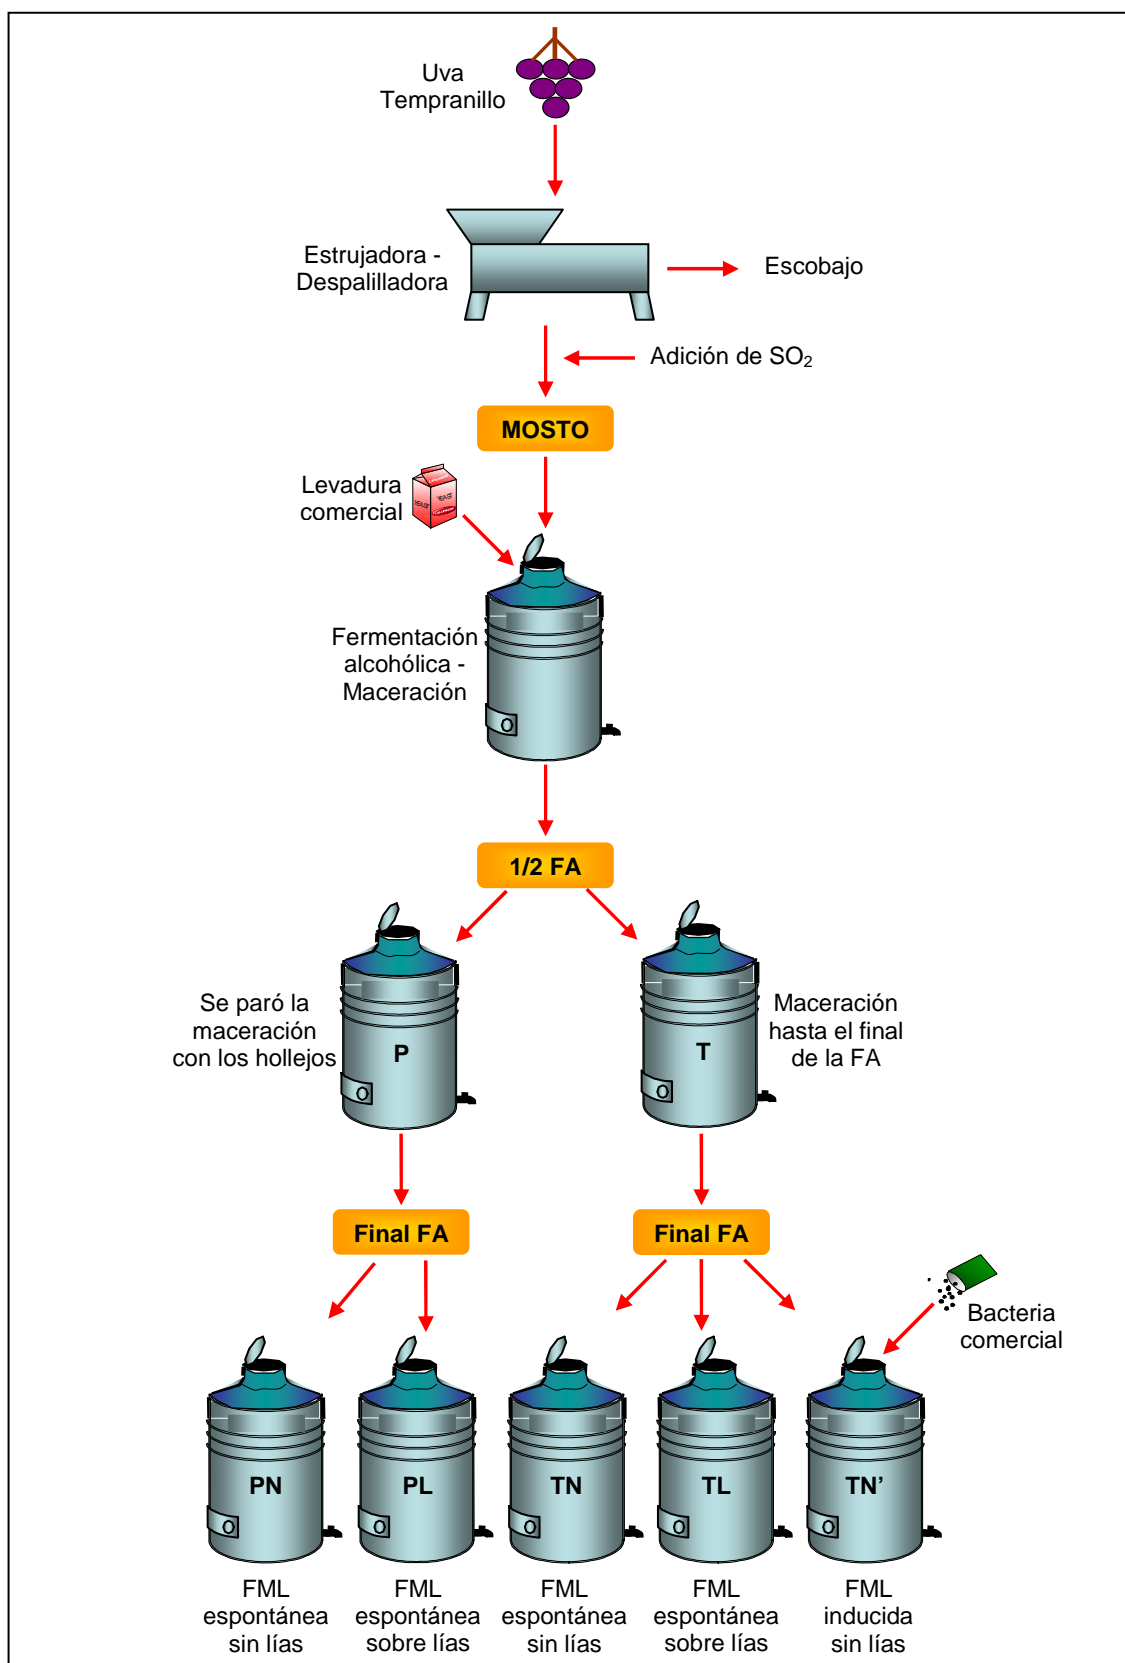 Uva
Tempranillo
Estrujadora -
Despalilladora
Escobajo
Adición de SO₂
MOSTO
Levadura
comercial
Fermentación
alcohólica -
Maceración
1/2 FA
Se paró la
maceración
con los hollejos
P
T
Maceración
hasta el final
de la FA
Final FA
Final FA
Bacteria
comercial
PN
PL
TN
TL
TN’
FML
espontánea
sin lías
FML
espontánea
sobre lías
FML
espontánea
sin lías
FML
espontánea
sobre lías
FML
inducida
sin lías